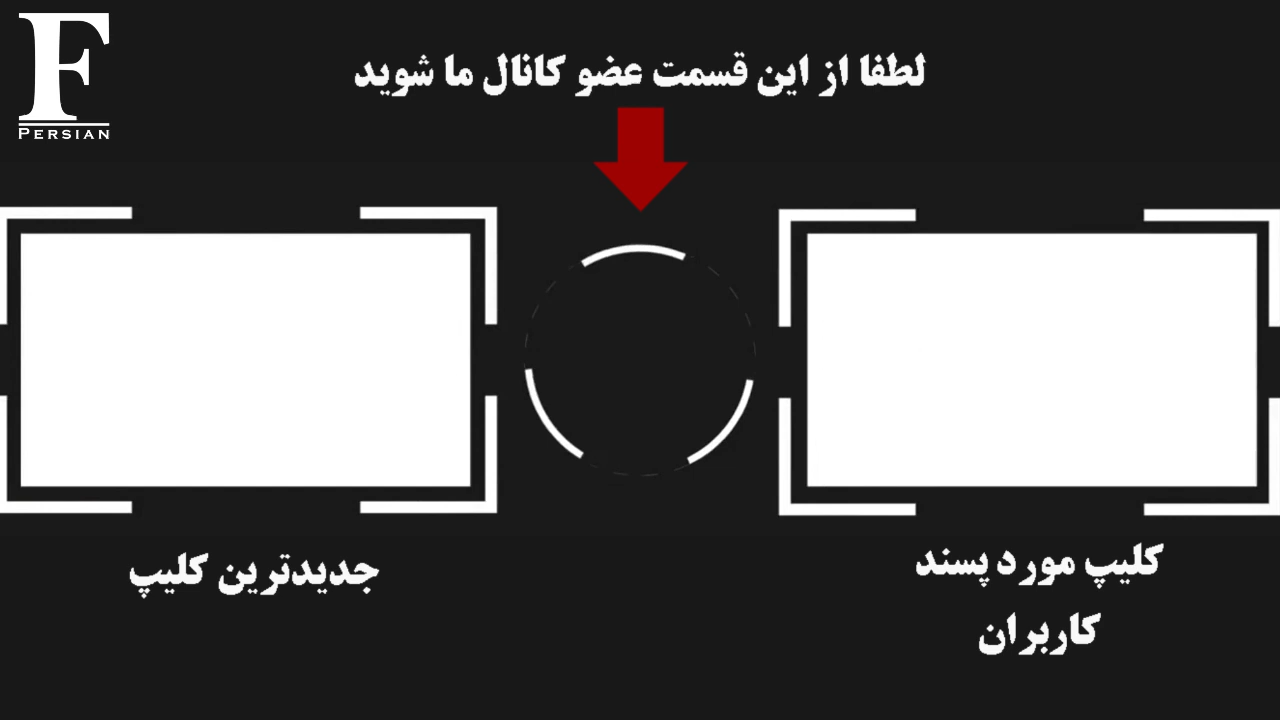 F
PERSIAN
لطفا از این قسمت عضو کانال ما شوید
کلیپ مورد پسند
کاربران
جدیدترین کلیپ